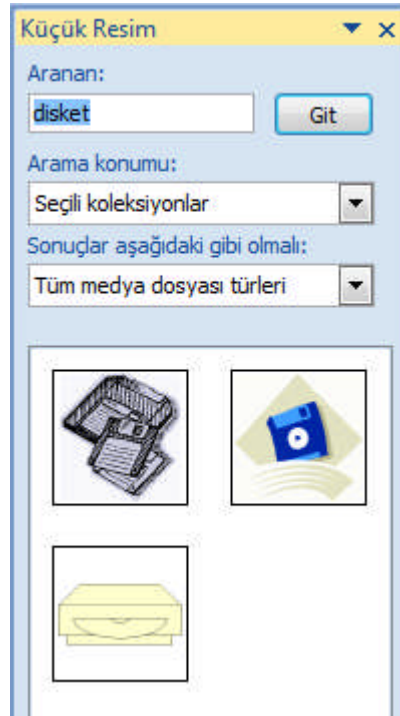 Küçük Resim
Aranan:
disket
Git
Arama konumu:
Seçili koleksiyonlar
Sonuçlar aşağıdaki gibi olmalı:
Tüm medya dosyası türleri